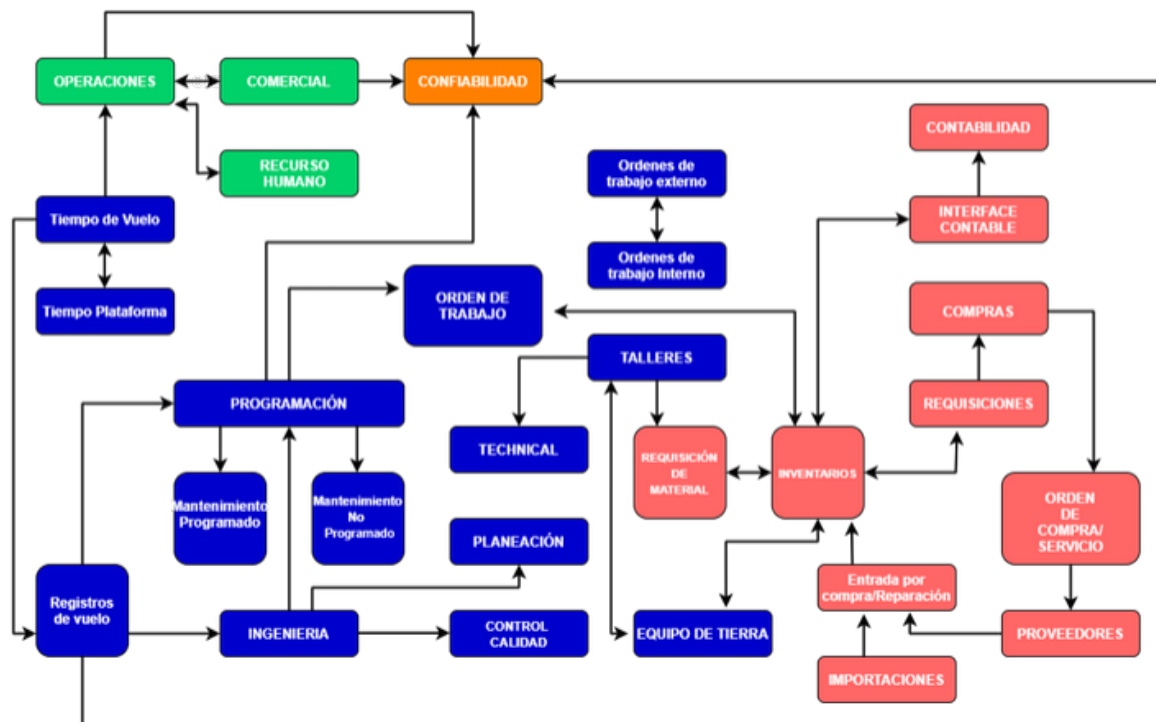 OPERACIONES
COMERCIAL
CONFIABILIDAD
CONTABILIDAD
RECURSO
HUMANO
Ordenes de
trabajo externo
Tiempo de Vuelo
INTERFACE
CONTABLE
Ordenes de
trabajo Interno
Tiempo Plataforma
ORDEN DE
TRABAJO
COMPRAS
TALLERES
PROGRAMACIÓN
REQUISICIONES
TECHNICAL
REQUISICIÓN
DE
MATERIAL
INVENTARIOS
Mantenimiento
Programado
Mantenimiento
No
Programado
ORDEN
DE
COMPRA/
SERVICIO
PLANEACIÓN
Entrada por
compra/Reparación
Registros
de vuelo
INGENIERIA
CONTROL
CALIDAD
EQUIPO DE TIERRA
PROVEEDORES
IMPORTACIONES